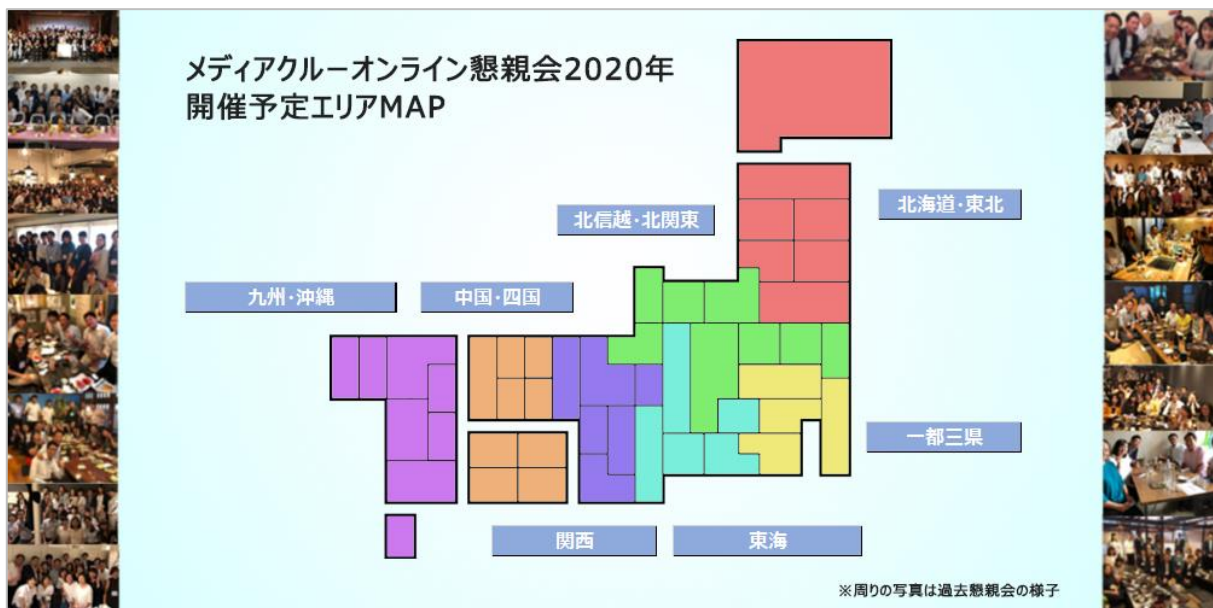 メディアクルーオンライン懇親会2020年
開催予定エリアMAP
北海道・東北
北信越・北関東
九州・沖縄
中国・四国
一都三県
関西
東海
※周りの写真は過去懇親会の様子